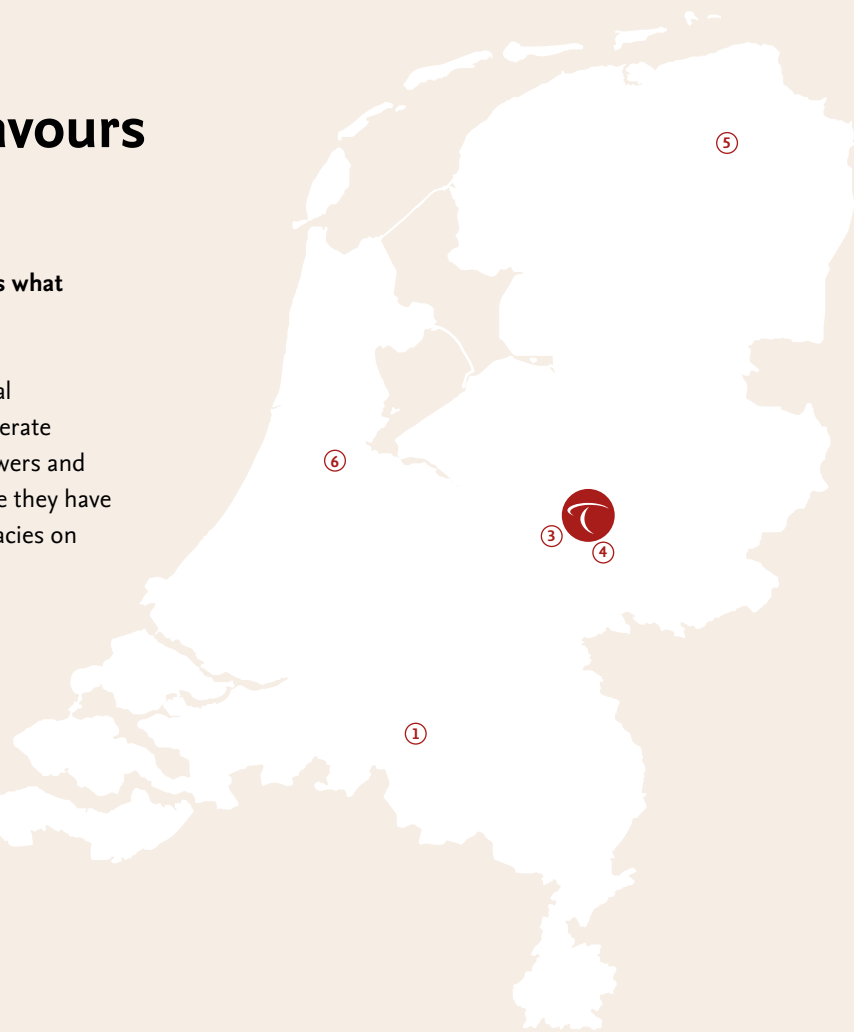 avours
s what
al
erate
wers and
e they have
acies on
5
6
3
4
1